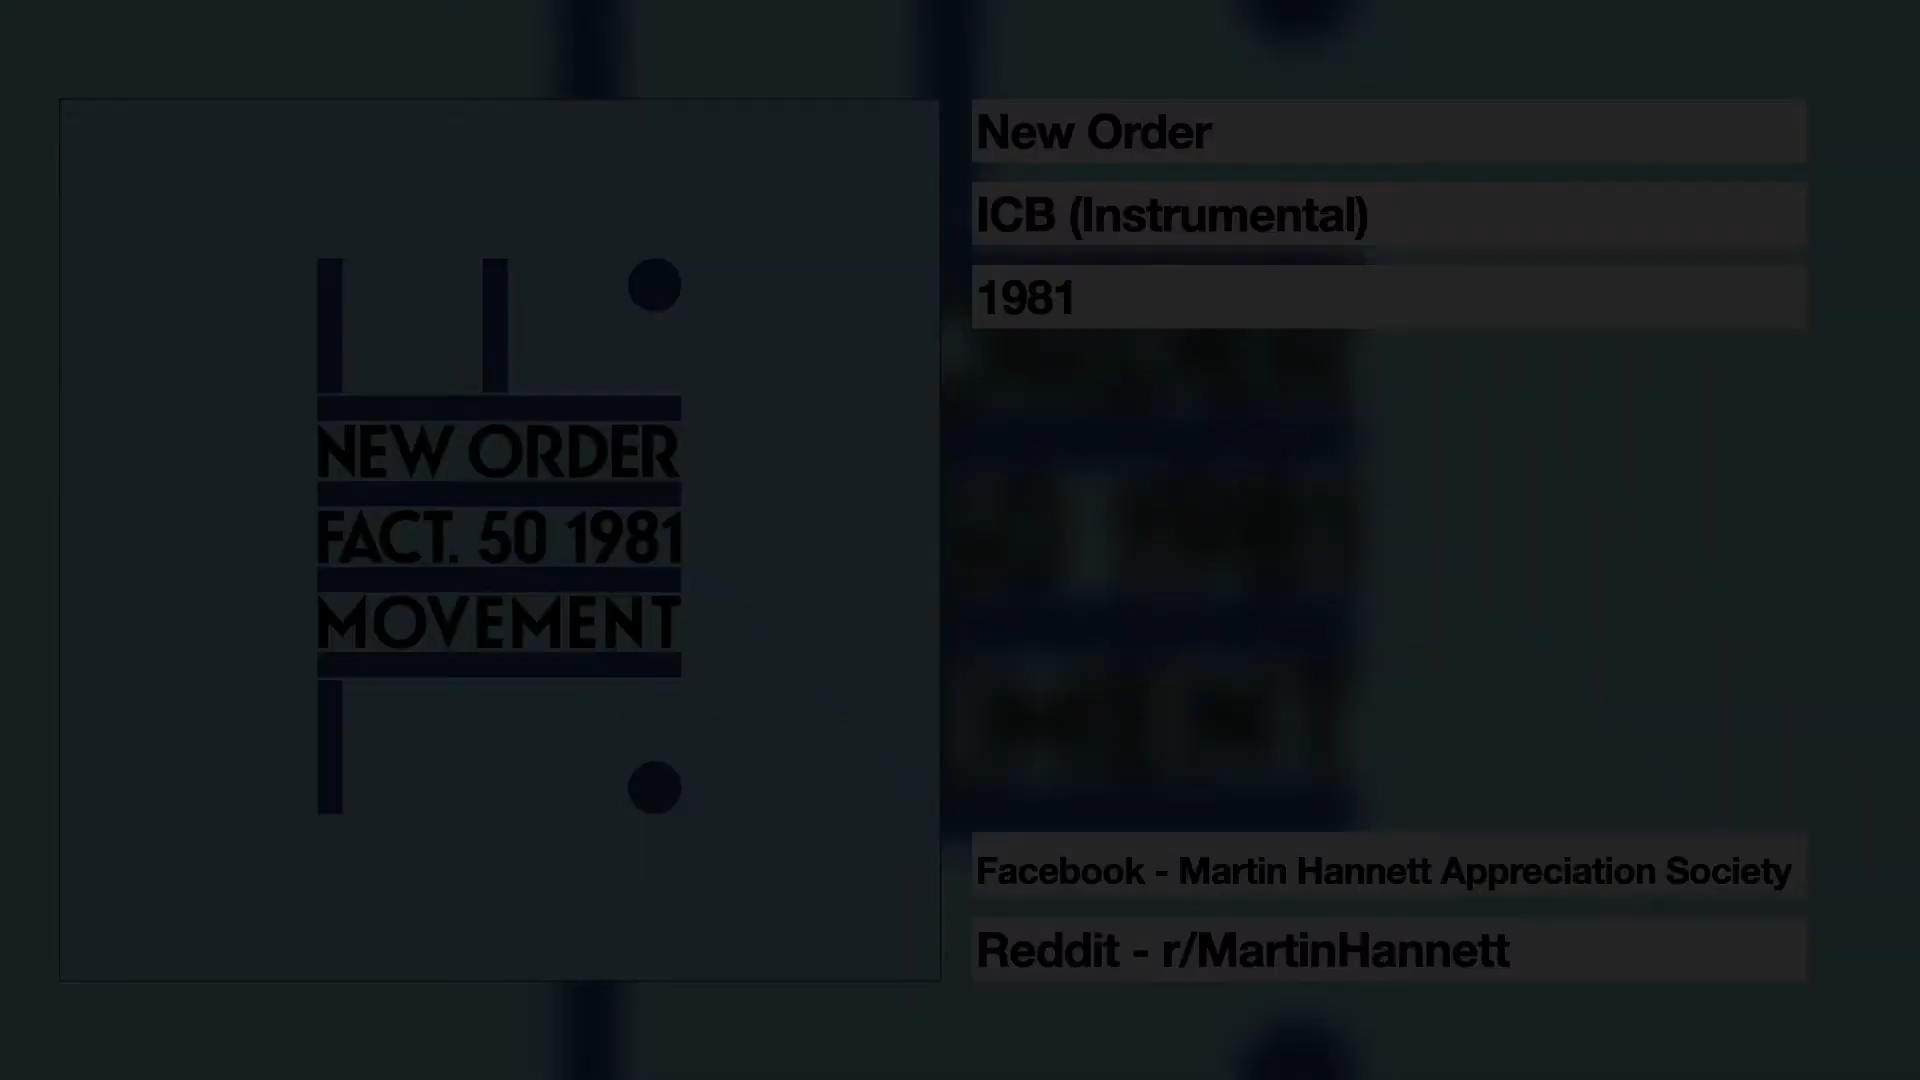 NEW ORDER
FACT. 50 1981
MOVEMENT
New Order
ICB (Instrumental)
1981
Facebook - Martin Hannett Appreciation Society
Reddit - r/MartinHannett